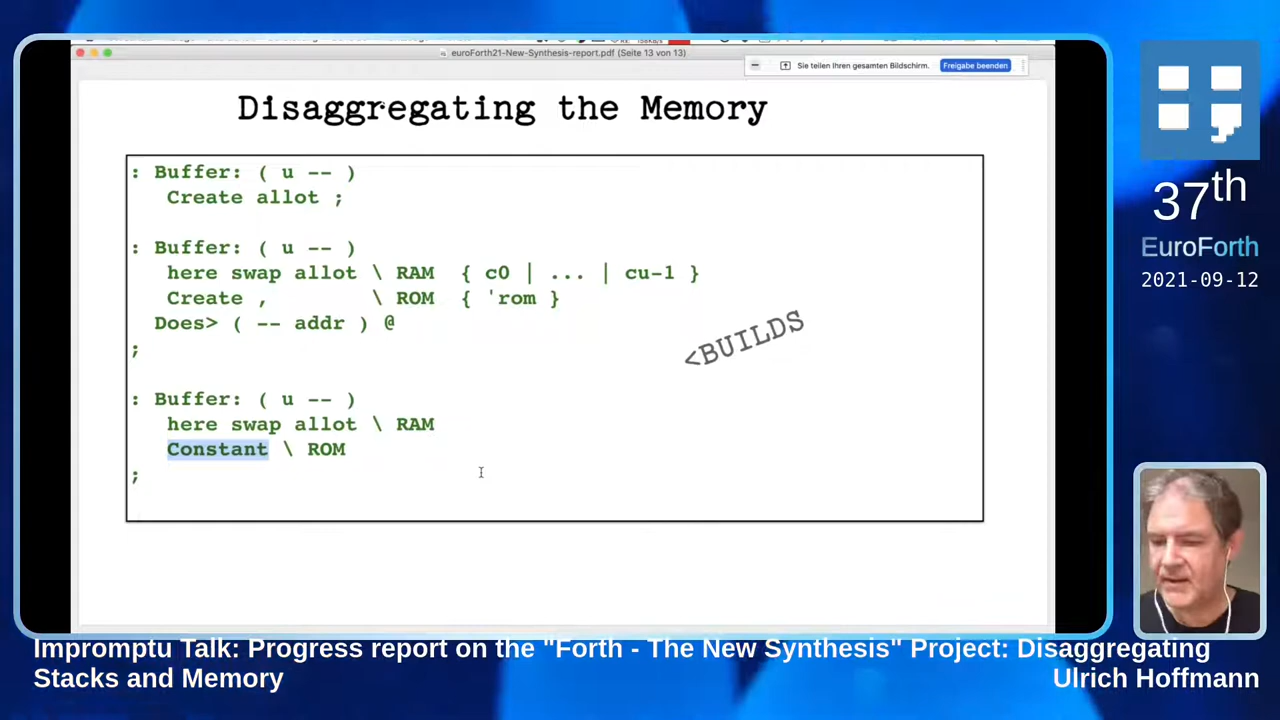 euroForth21-New-Synthesis-report.pdf (Seite 13 von 13)
Sie teilen Ihren gesamten Bildschirm.
Freigabe beenden
Disaggregating the Memory
: Buffer: ( u -- )
Create allot ;
: Buffer: ( u -- )
here swap allot \ RAM { c0 | ... | cu-1 }
Create , \ ROM { 'rom }
Does> ( -- addr ) @
;
<BUILDS
: Buffer: ( u -- )
here swap allot \ RAM
Constant \ ROM
;
37th
EuroForth
2021-09-12
Impromptu Talk: Progress report on the "Forth - The New Synthesis" Project: Disaggregating
Stacks and Memory
Ulrich Hoffmann